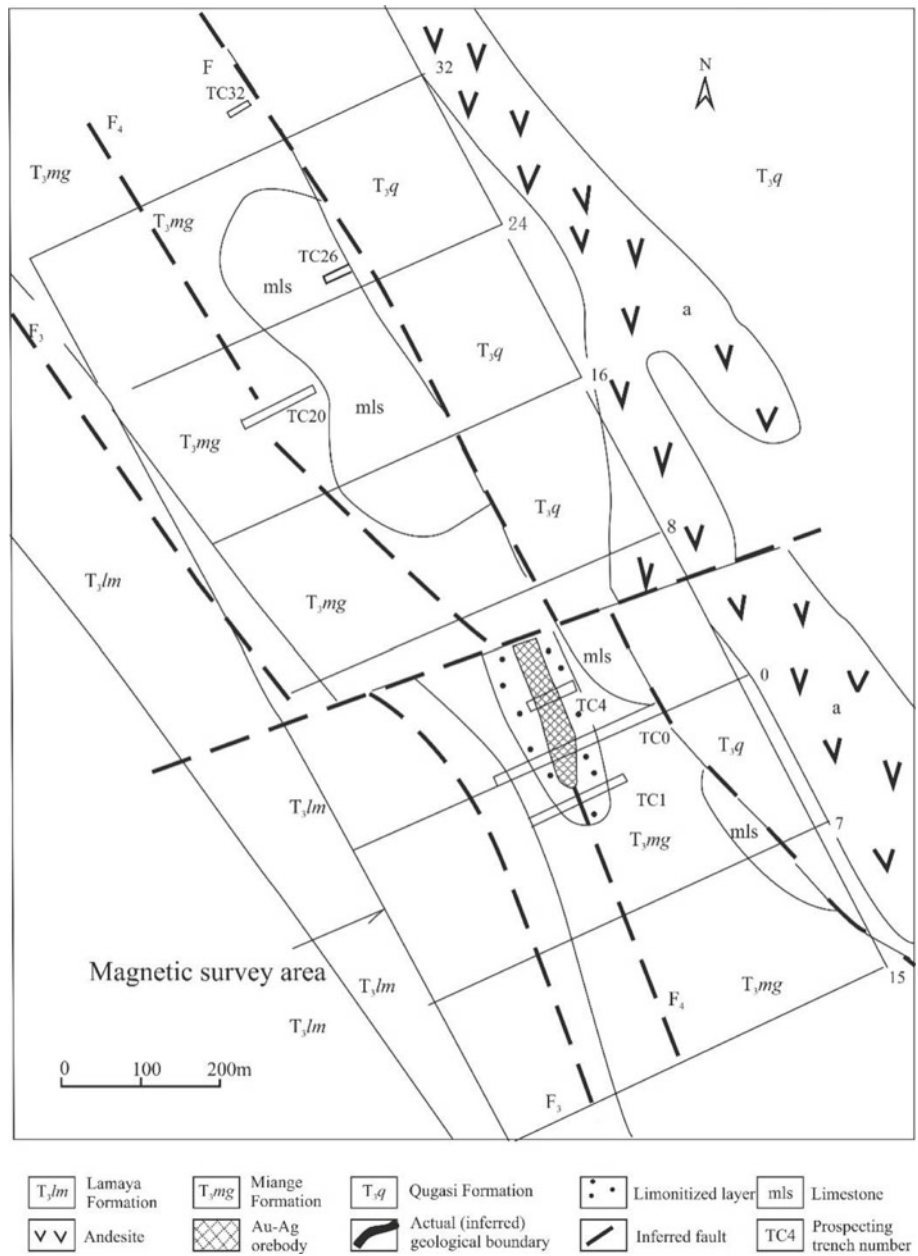 N
32
F
TC32
F₄
T₃mg
T₃mg
T₃q
T₃q
24
TC26
mls
a
F₃
T₃q
16
TC20
mls
T₃mg
T₃q
8
T₃lm
T₃mg
mls
0
TC4
TC0
a
T₃q
T₃lm
TC1
T₃mg
mls
7
Magnetic survey area
T₃lm
T₃mg
15
F₄
T₃lm
0 100 200m
F₃
T₃lm Lamaya Formation
T₃mg Miange Formation
T₃q Qugasi Formation
Limonitized layer
mls Limestone
Andesite
Au-Ag orebody
Actual (inferred) geological boundary
Inferred fault
TC4 Prospecting trench number